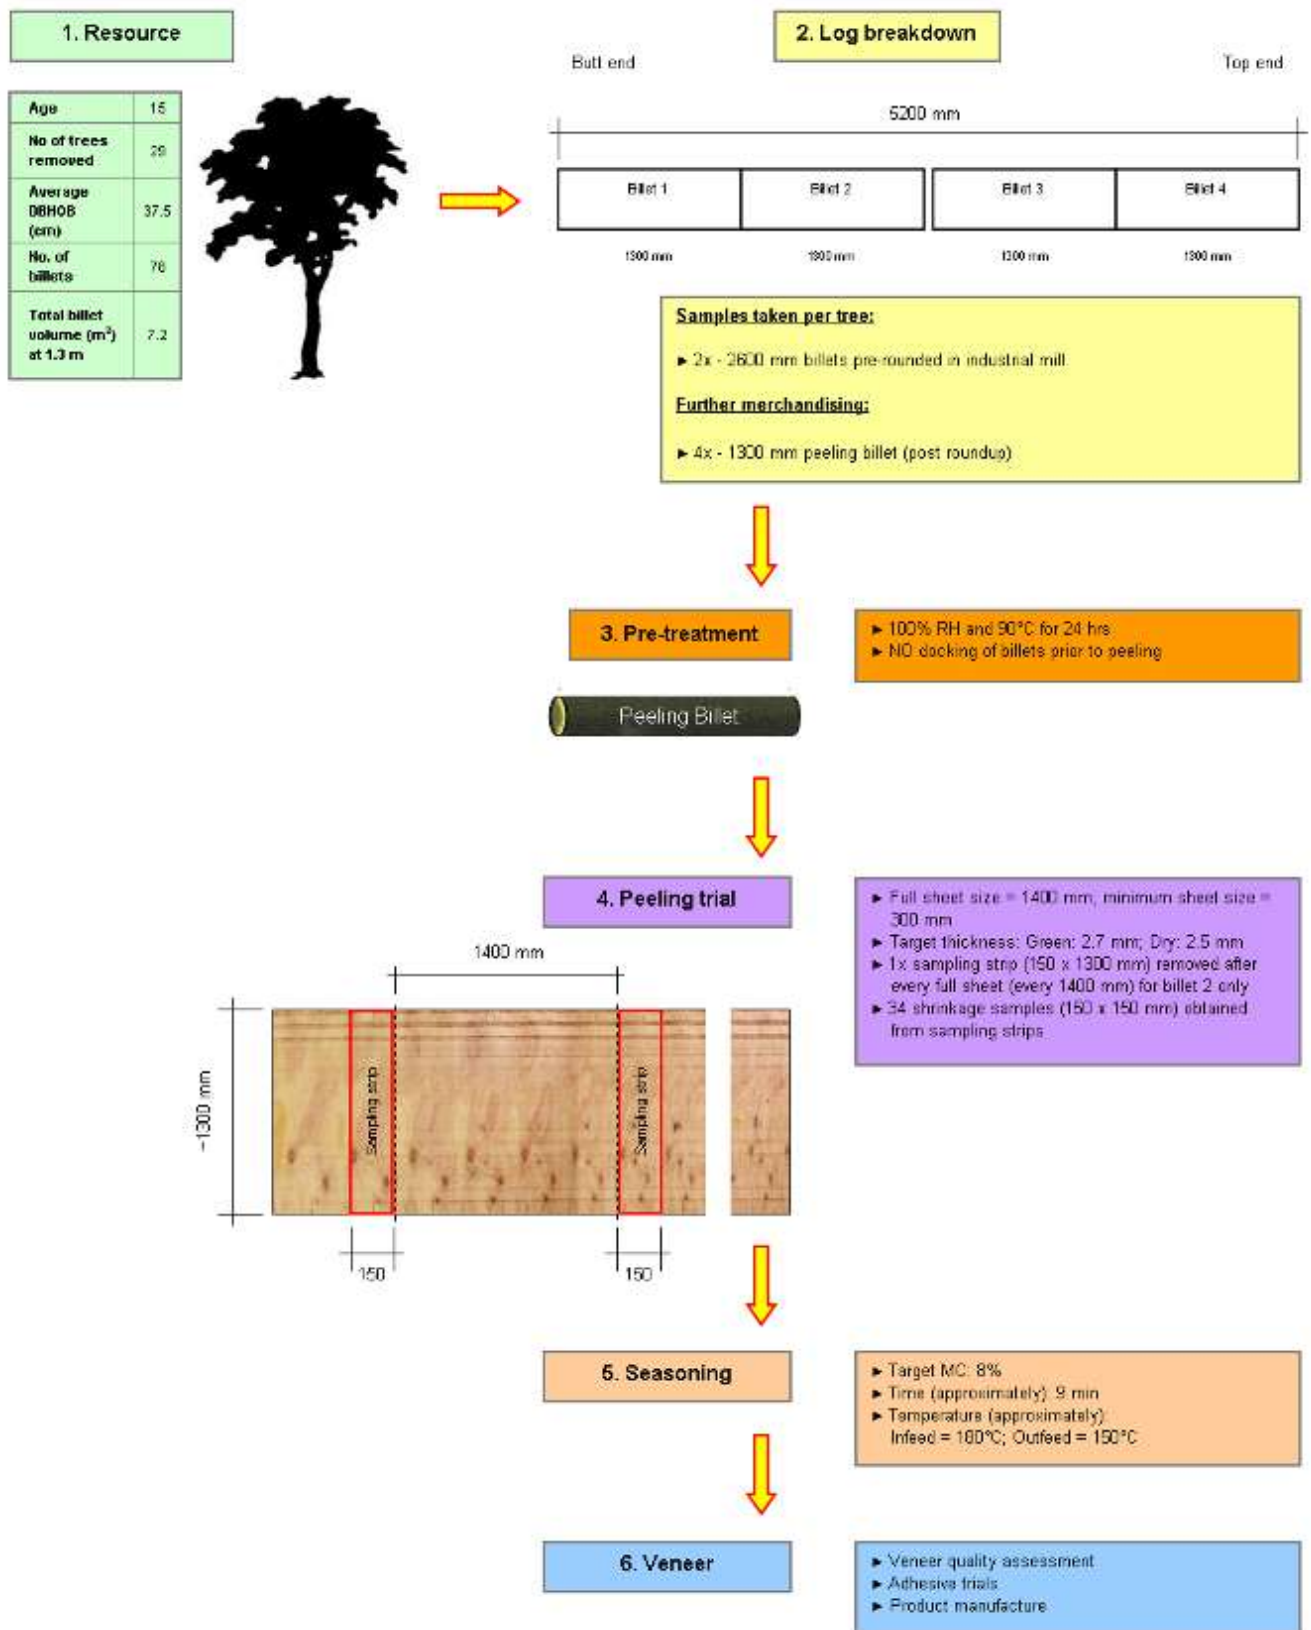 1. Resource
Age 15
No of trees
removed 29
Average
DBHOB
(cm) 37.5
No. of
billets 76
Total billet
volume (m³)
at 1.3 m 7.2
2. Log breakdown
Butt end
Top end
5200 mm
Billet 1 Billet 2 Billet 3 Billet 4
1300 mm 1300 mm 1300 mm 1300 mm
Samples taken per tree:
► 2x - 2600 mm billets pre-rounded in industrial mill
Further merchandising:
► 4x - 1300 mm peeling billet (post roundup)
3. Pre-treatment
► 100% RH and 90°C for 24 hrs
► NO docking of billets prior to peeling
Peeling Billet
4. Peeling trial
► Full sheet size = 1400 mm, minimum sheet size =
300 mm
► Target thickness: Green: 2.7 mm; Dry: 2.5 mm
► 1x sampling strip (150 x 1300 mm) removed after
every full sheet (every 1400 mm) for billet 2 only
► 34 shrinkage samples (150 x 150 mm) obtained
from sampling strips
1400 mm
~1300 mm
Sampling strip
Sampling strip
150
150
5. Seasoning
► Target MC: 8%
► Time (approximately): 9 min
► Temperature (approximately):
Infeed = 180°C; Outfeed = 150°C
6. Veneer
► Veneer quality assessment
► Adhesive trials
► Product manufacture